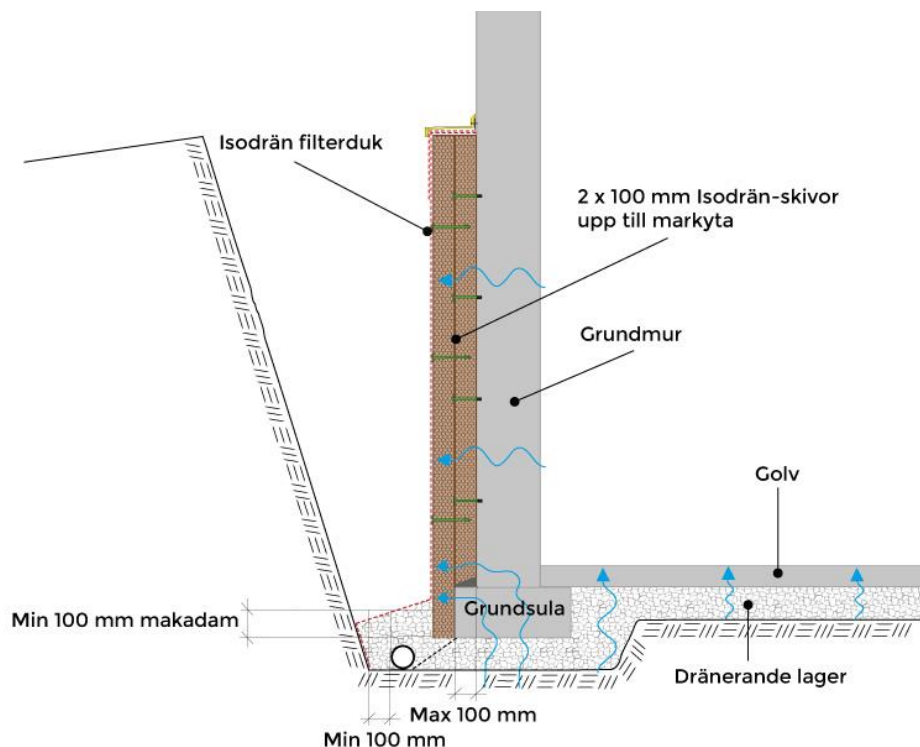 Isodrän filterduk
2 x 100 mm Isodrän-skivor
upp till markyta
Grundmur
Golv
Grundsula
Min 100 mm makadam
Dränerande lager
Max 100 mm
Min 100 mm